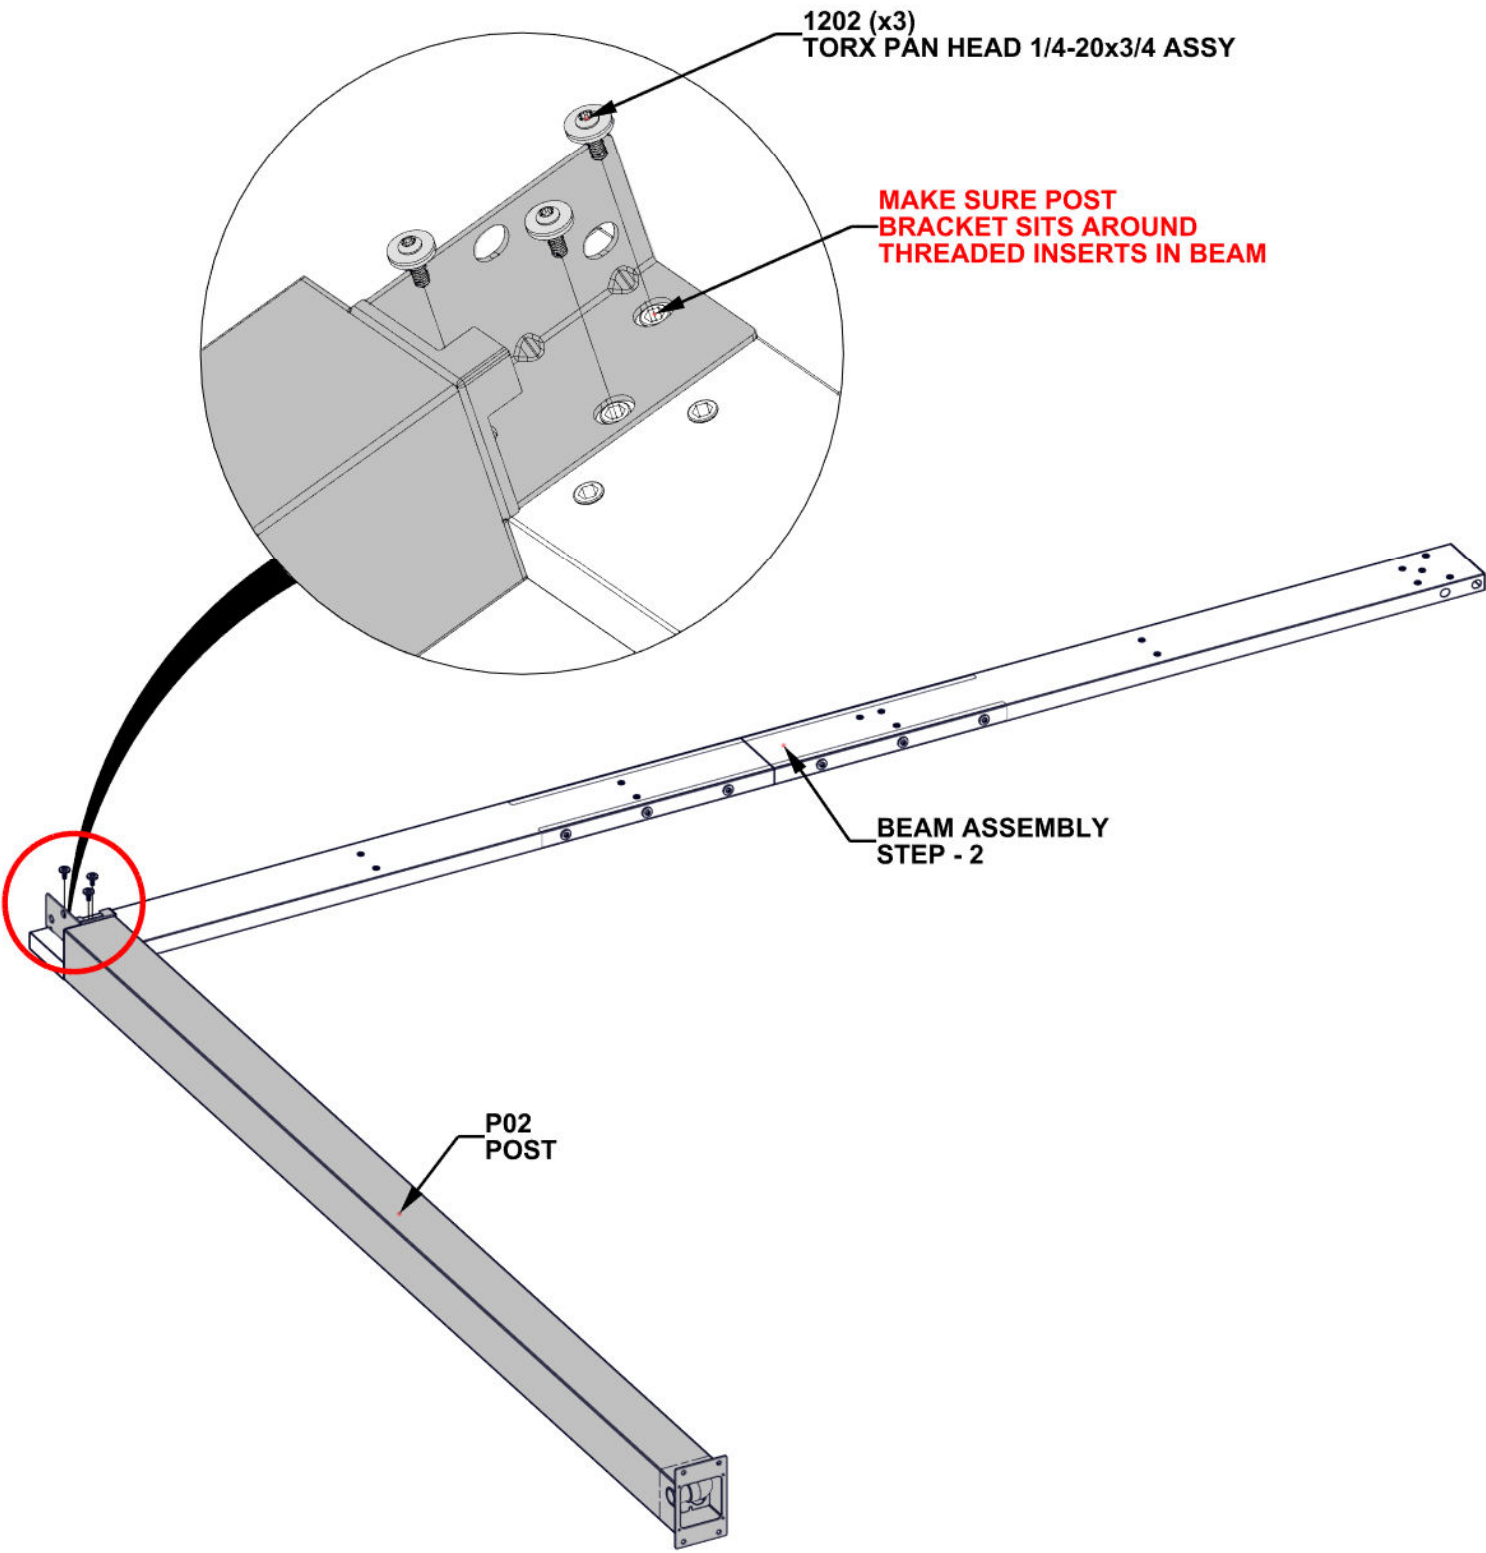 1202 (x3)
TORX PAN HEAD 1/4-20x3/4 ASSY
MAKE SURE POST
BRACKET SITS AROUND
THREADED INSERTS IN BEAM
BEAM ASSEMBLY
STEP - 2
P02
POST